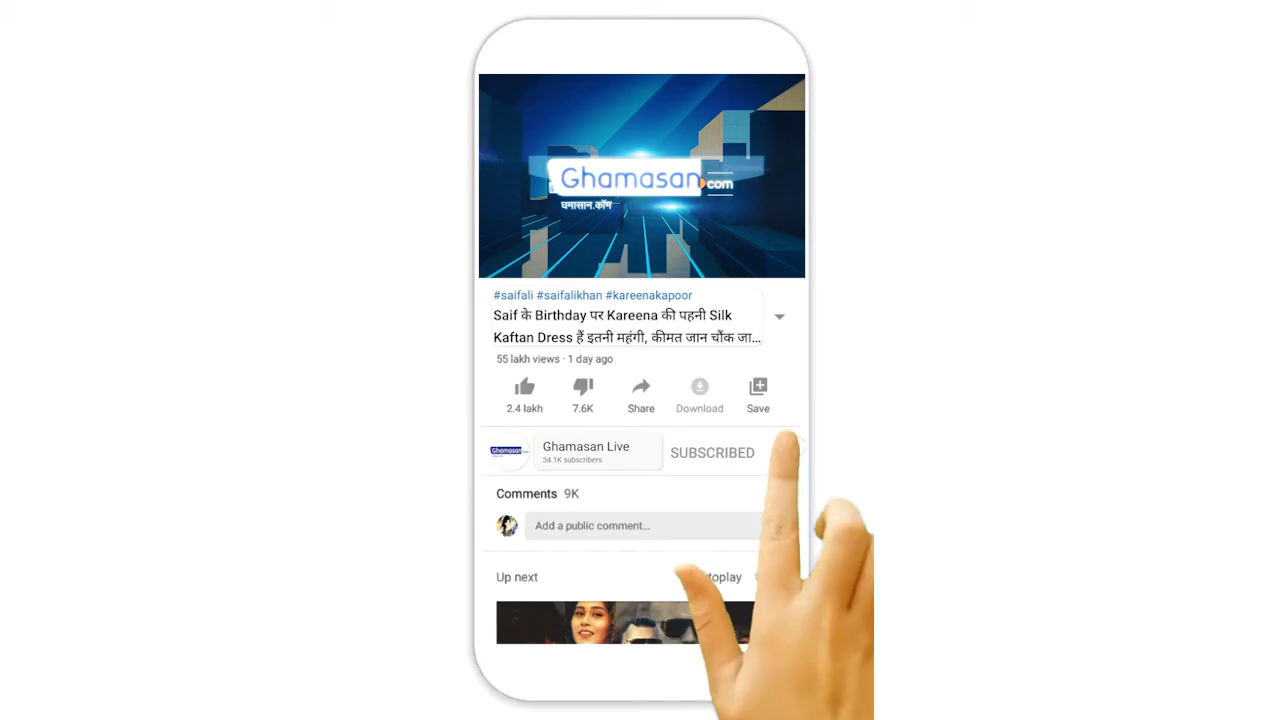 Ghamasan.com
घमासान.कॉम
#saifali #saifalikhan #kareenakapoor
Saif के Birthday पर Kareena की पहनी Silk
Kaftan Dress हैं इतनी महंगी, कीमत जान चौंक जा...
55 lakh views · 1 day ago
2.4 lakh 7.6K Share Download Save
Ghamasan
Ghamasan Live
34.1K subscribers
SUBSCRIBED
Comments 9K
Add a public comment...
Up next toplay